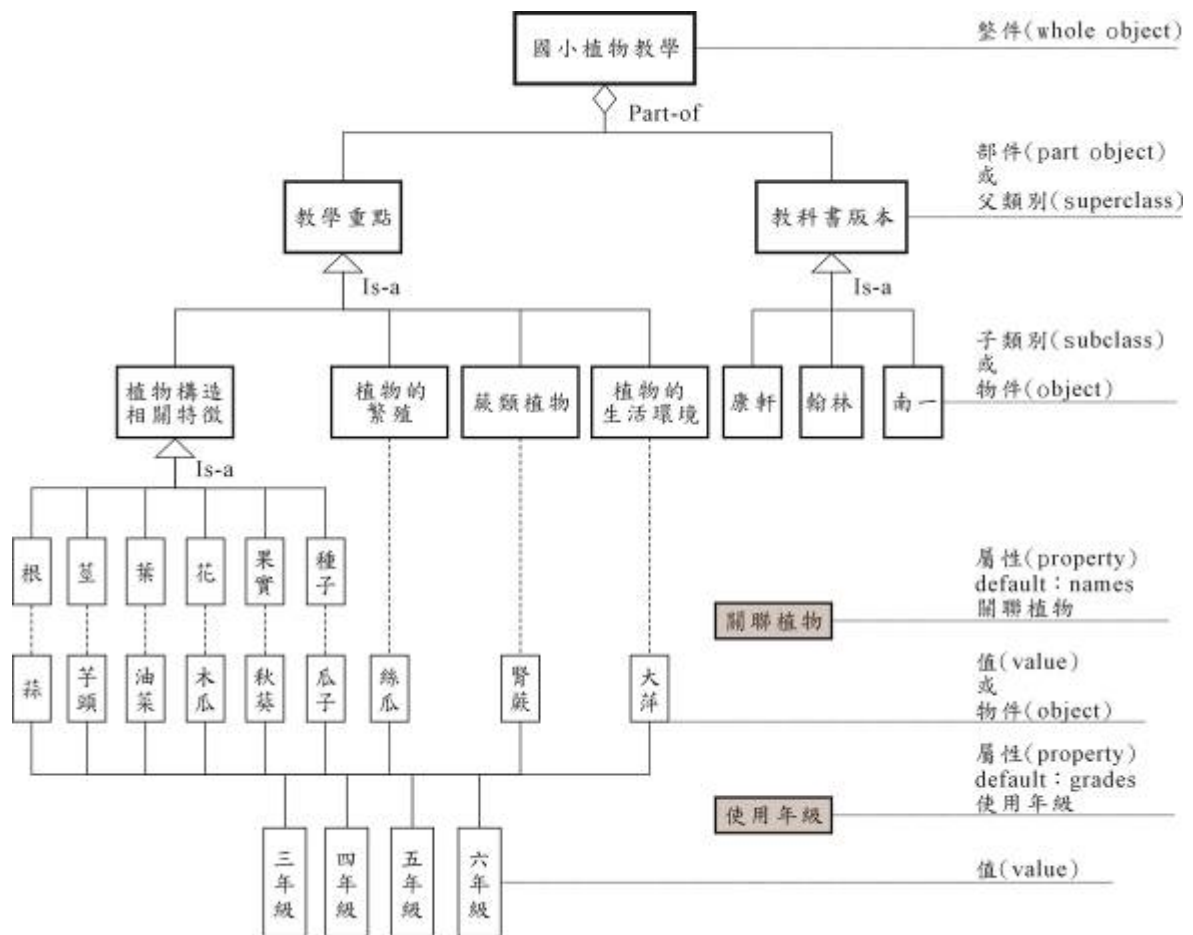 國小植物教學
整件(whole object)
Part-of
教學重點
教科書版本
部件(part object)
或
父類別(superclass)
Is-a
Is-a
植物構造
相關特徵
植物的
繁殖
蕨類植物
植物的
生活環境
康軒
翰林
南一
子類別(subclass)
或
物件(object)
Is-a
根
莖
葉
花
果實
種子
關聯植物
屬性(property)
default：names
關聯植物
蒜
芋頭
油菜
木瓜
秋葵
瓜子
絲瓜
腎蕨
大萍
值(value)
或
物件(object)
使用年級
屬性(property)
default：grades
使用年級
三年級
四年級
五年級
六年級
值(value)